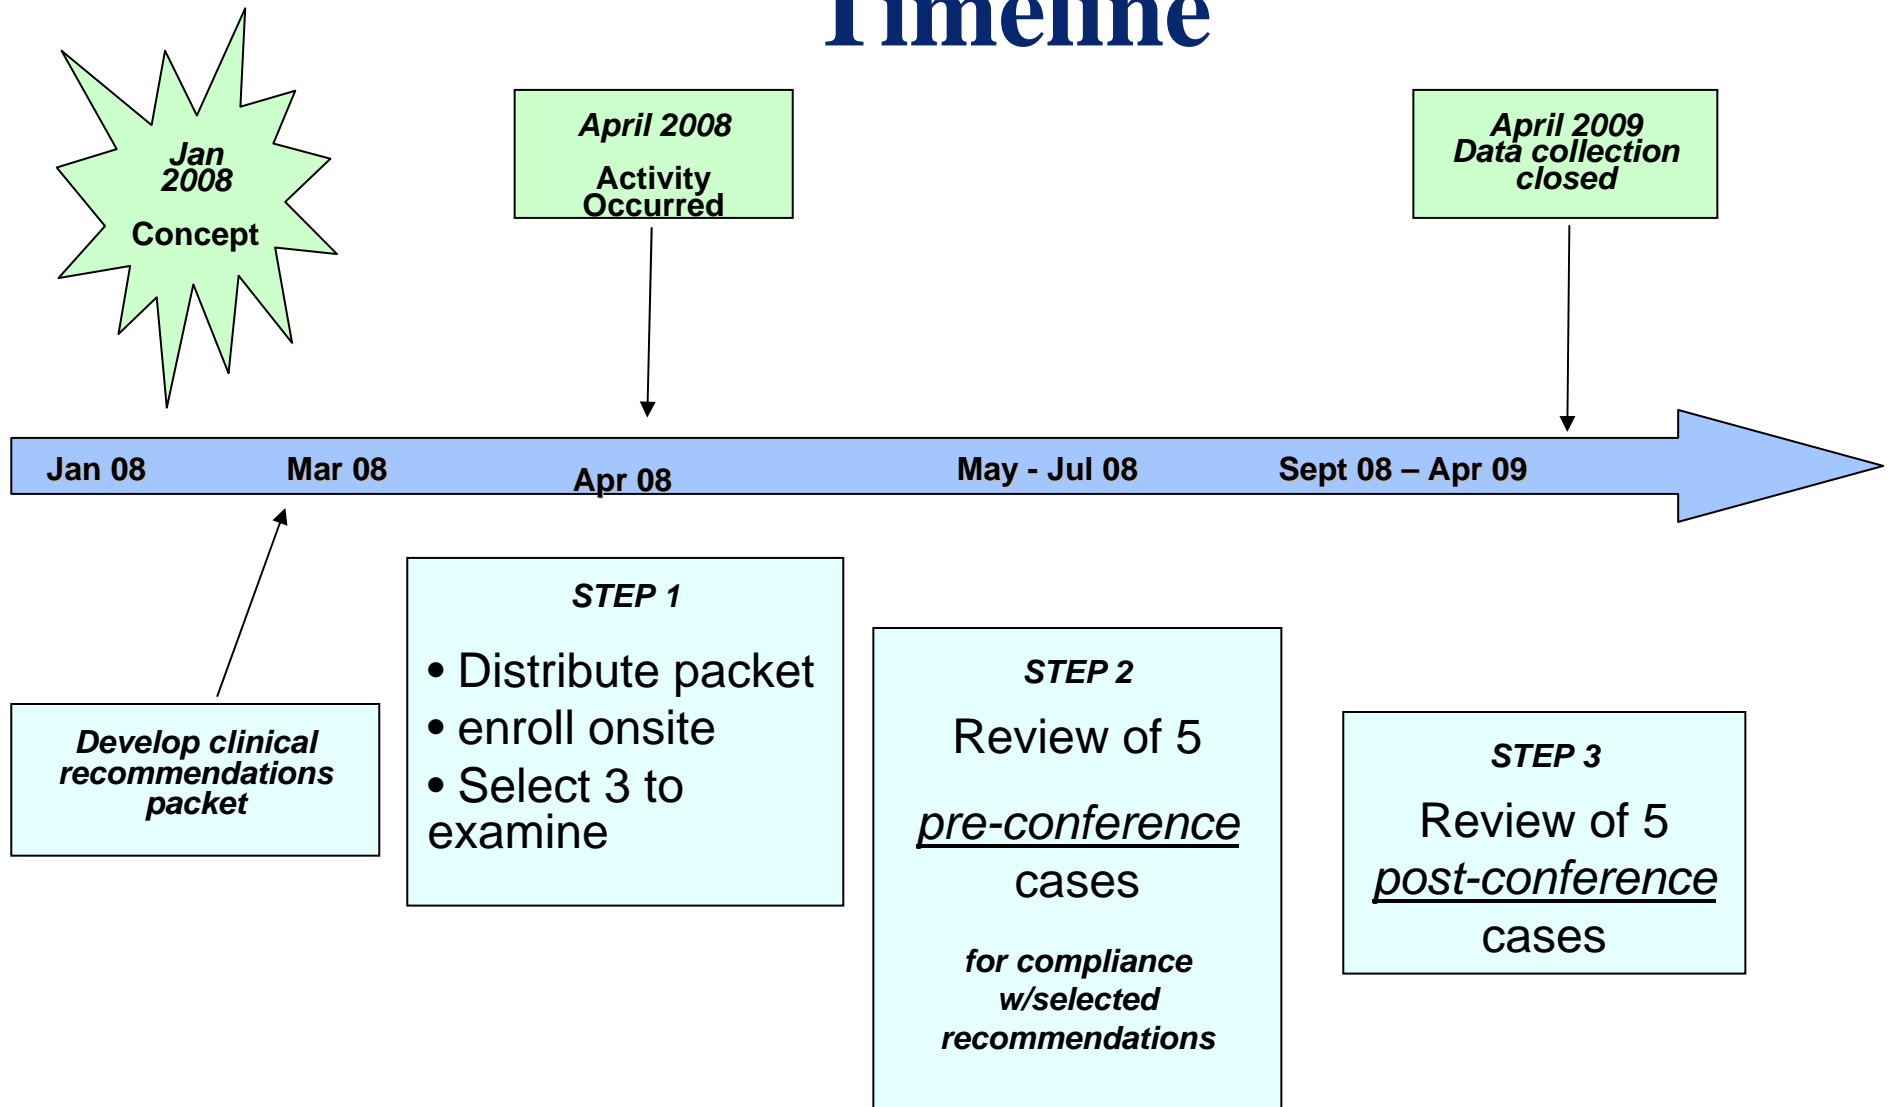 Timeline
Jan
2008
Concept
April 2008
Activity
Occurred
April 2009
Data collection
closed
Jan 08
Mar 08
Apr 08
May - Jul 08
Sept 08 – Apr 09
Develop clinical
recommendations
packet
STEP 1
• Distribute packet
• enroll onsite
• Select 3 to
examine
STEP 2
Review of 5
pre-conference
cases
for compliance
w/selected
recommendations
STEP 3
Review of 5
post-conference
cases